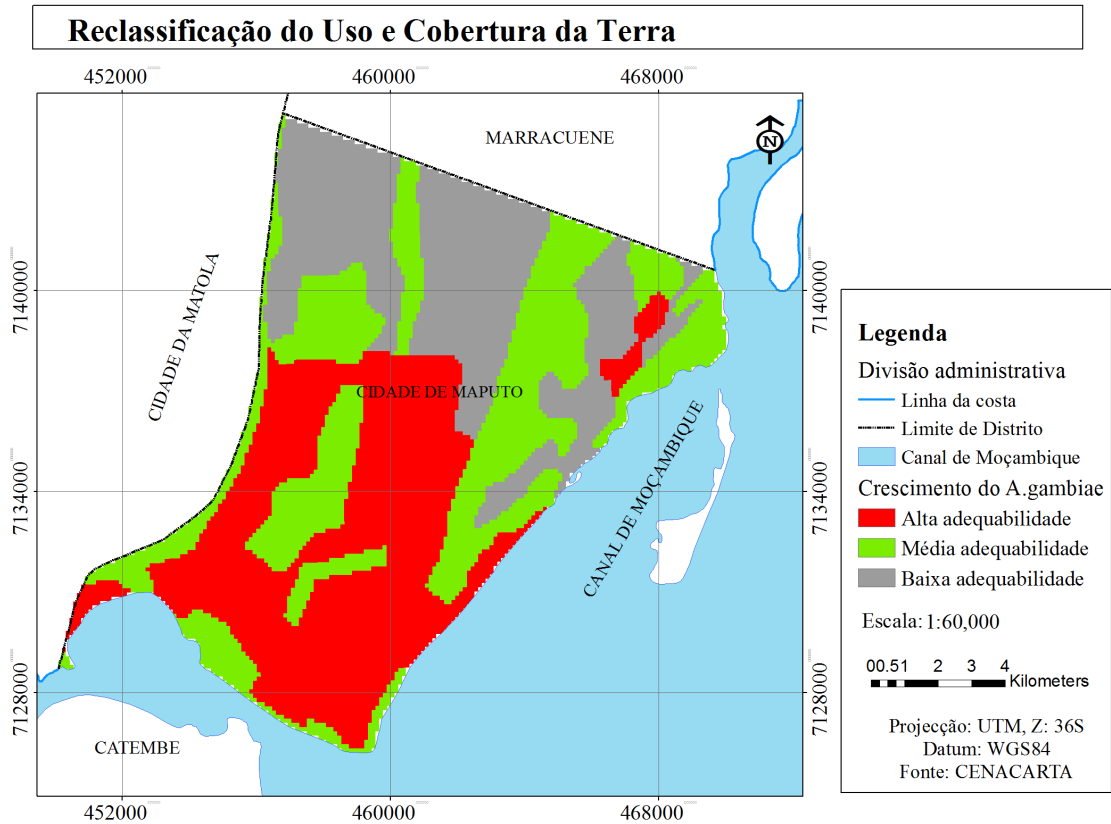 Reclassificação do Uso e Cobertura da Terra
452000 460000 468000
MARRACUENE
N
CIDADE DA MATOLA
7140000 7140000
CIDADE DE MAPUTO
CANAL DE MOÇAMBIQUE
7134000 7134000
7128000 7128000
CATEMBE
452000 460000 468000
Legenda
Divisão administrativa
Linha da costa
Limite de Distrito
Canal de Moçambique
Crescimento do A.gambiae
Alta adequabilidade
Média adequabilidade
Baixa adequabilidade
Escala: 1:60,000
00.51 2 3 4
Kilometers
Projecção: UTM, Z: 36S
Datum: WGS84
Fonte: CENACARTA